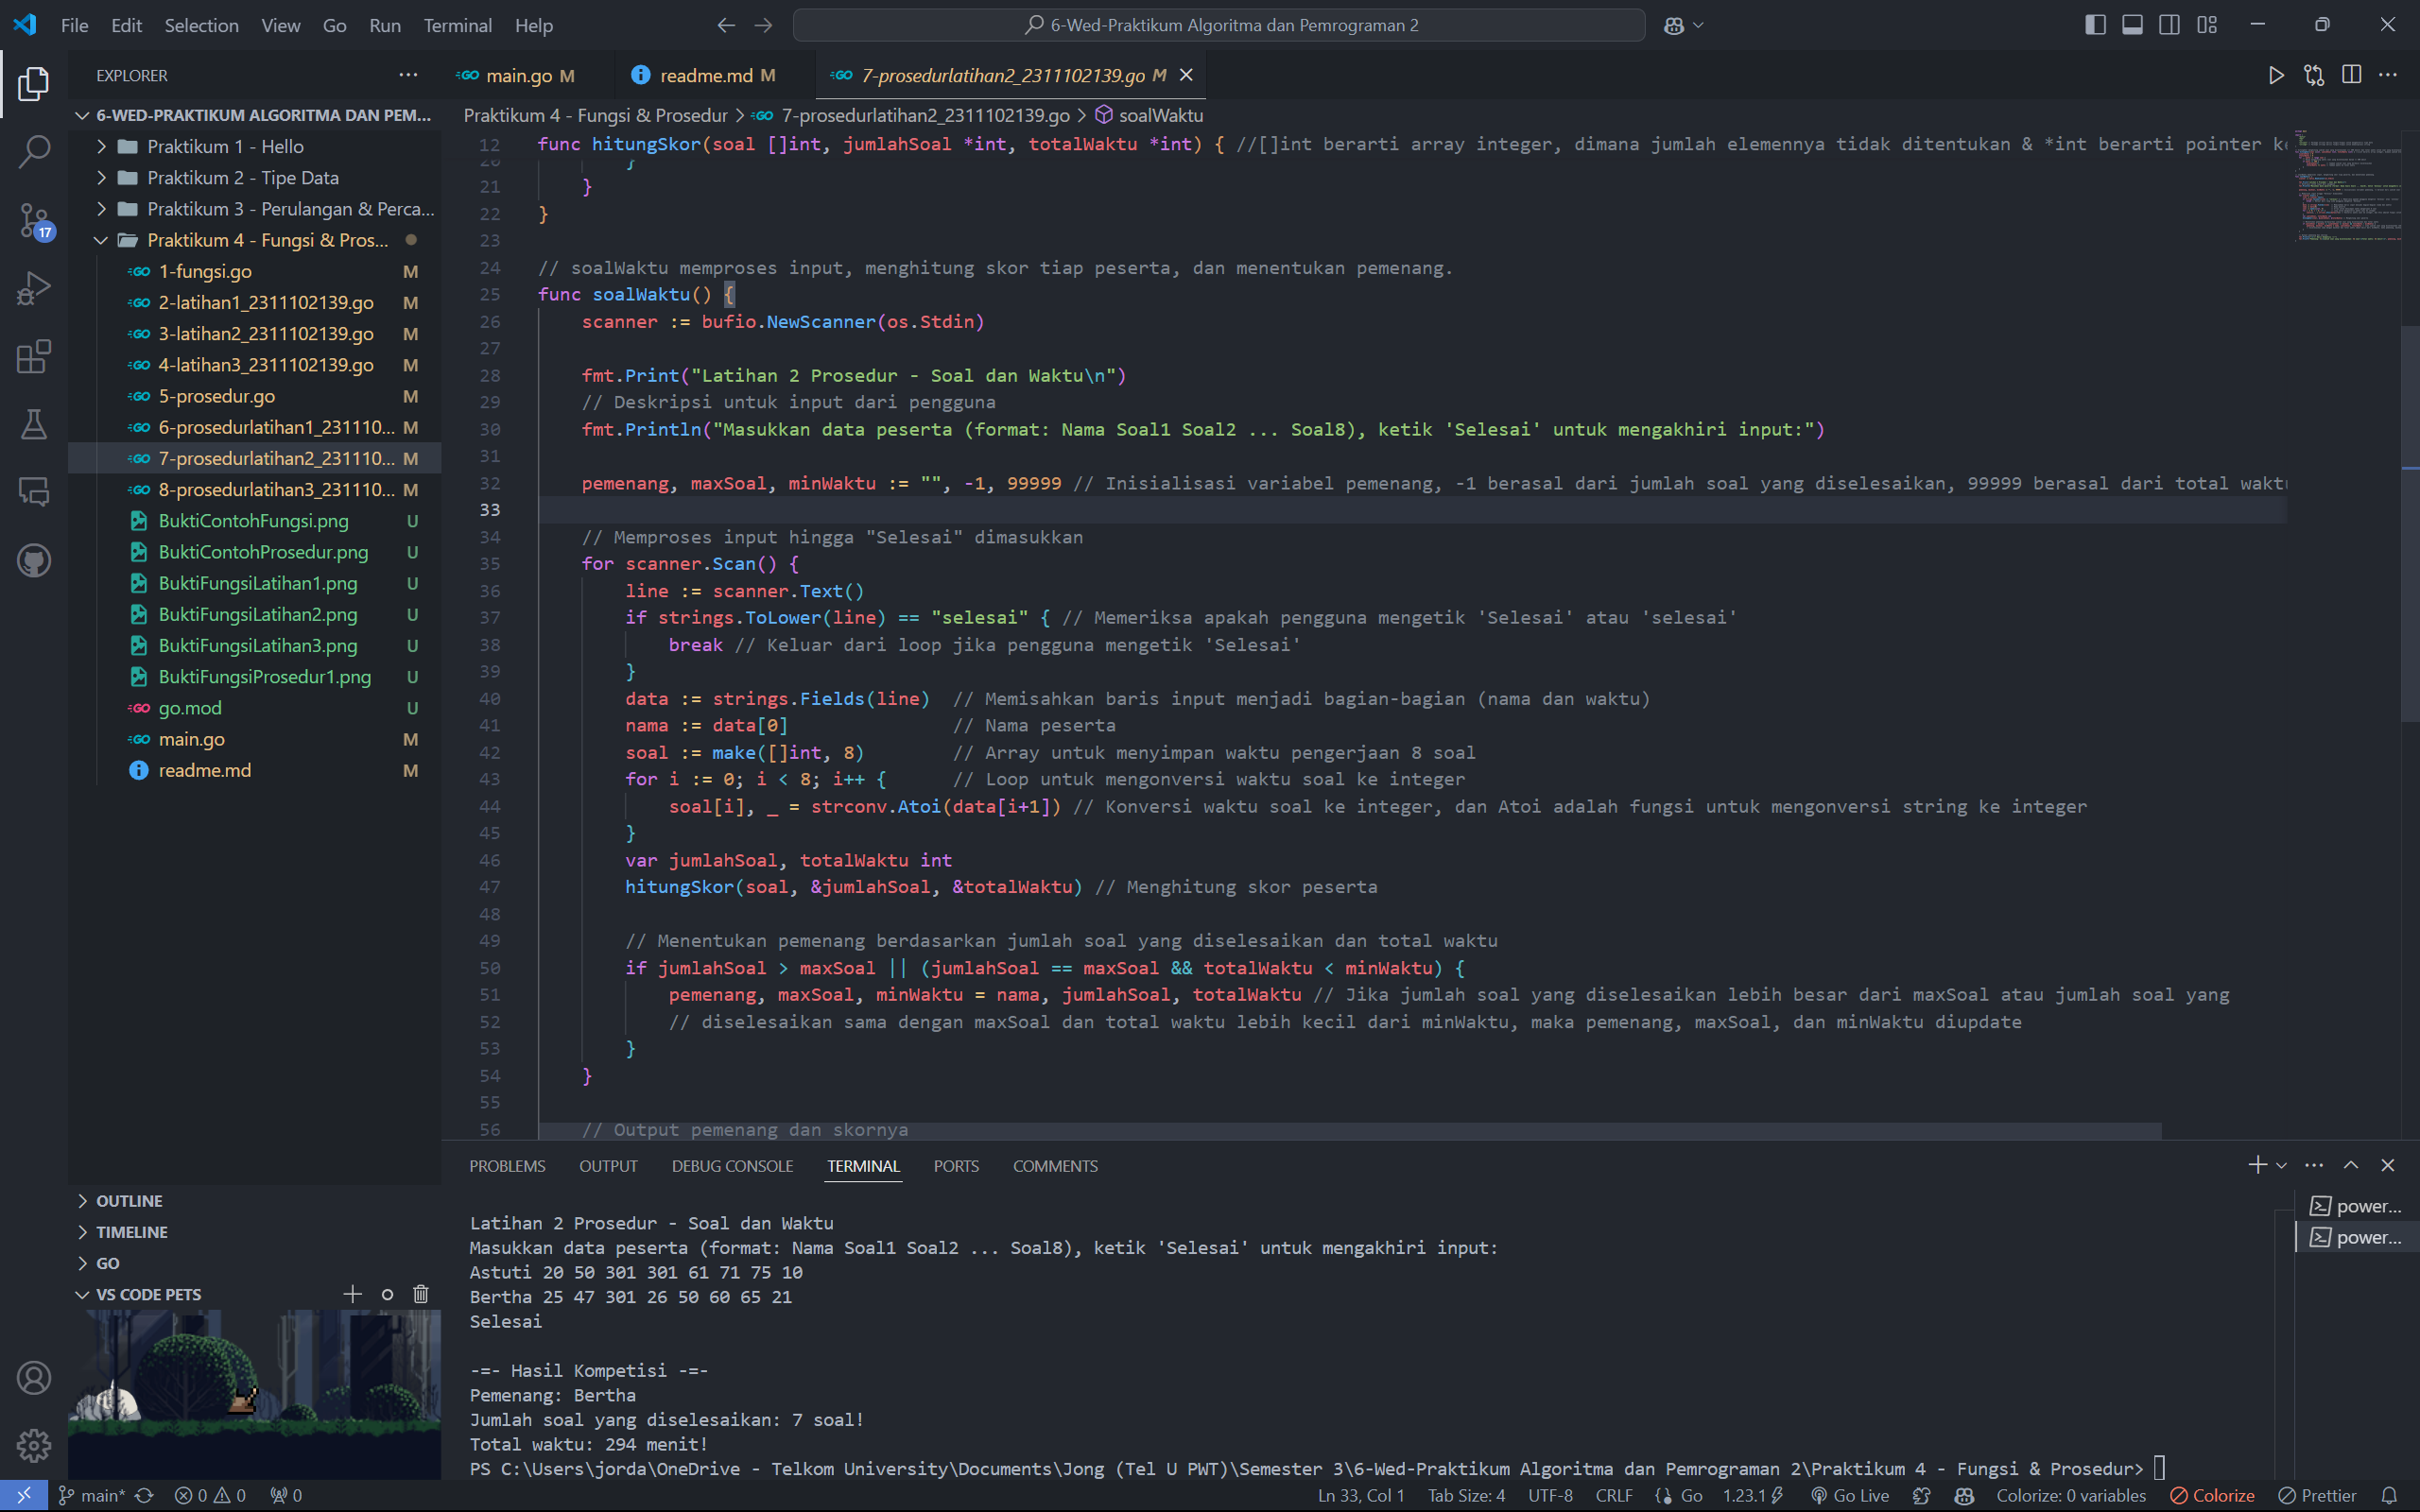 File Edit Selection View Go Run Terminal Help
6-Wed-Praktikum Algoritma dan Pemrograman 2
EXPLORER
main.go M
readme.md M
7-prosedurlatihan2_2311102139.go M
6-WED-PRAKTIKUM ALGORITMA DAN PEM...
Praktikum 1 - Hello
Praktikum 2 - Tipe Data
Praktikum 3 - Perulangan & Perca...
Praktikum 4 - Fungsi & Pros...
1-fungsi.go M
2-latihan1_2311102139.go M
3-latihan2_2311102139.go M
4-latihan3_2311102139.go M
5-prosedur.go M
6-prosedurlatihan1_231110... M
7-prosedurlatihan2_231110... M
8-prosedurlatihan3_231110... M
BuktiContohFungsi.png U
BuktiContohProsedur.png U
BuktiFungsiLatihan1.png U
BuktiFungsiLatihan2.png U
BuktiFungsiLatihan3.png U
BuktiFungsiProsedur1.png U
go.mod U
main.go M
readme.md M
17
OUTLINE
TIMELINE
GO
VS CODE PETS
Praktikum 4 - Fungsi & Prosedur > 7-prosedurlatihan2_2311102139.go > soalWaktu
12 func hitungSkor(soal []int, jumlahSoal *int, totalWaktu *int) { //[]int berarti array integer, dimana jumlah elemennya tidak ditentukan & *int berarti pointer ke
20 }
21 }
22 }
23
24 // soalWaktu memproses input, menghitung skor tiap peserta, dan menentukan pemenang.
25 func soalWaktu() {
26 scanner := bufio.NewScanner(os.Stdin)
27
28 fmt.Print("Latihan 2 Prosedur - Soal dan Waktu\n")
29 // Deskripsi untuk input dari pengguna
30 fmt.Println("Masukkan data peserta (format: Nama Soal1 Soal2 ... Soal8), ketik 'Selesai' untuk mengakhiri input:")
31
32 pemenang, maxSoal, minWaktu := "", -1, 99999 // Inisialisasi variabel pemenang, -1 berasal dari jumlah soal yang diselesaikan, 99999 berasal dari total waktu
33
34 // Memproses input hingga "Selesai" dimasukkan
35 for scanner.Scan() {
36 line := scanner.Text()
37 if strings.ToLower(line) == "selesai" { // Memeriksa apakah pengguna mengetik 'Selesai' atau 'selesai'
38 break // Keluar dari loop jika pengguna mengetik 'Selesai'
39 }
40 data := strings.Fields(line) // Memisahkan baris input menjadi bagian-bagian (nama dan waktu)
41 nama := data[0] // Nama peserta
42 soal := make([]int, 8) // Array untuk menyimpan waktu pengerjaan 8 soal
43 for i := 0; i < 8; i++ { // Loop untuk mengonversi waktu soal ke integer
44 soal[i], _ = strconv.Atoi(data[i+1]) // Konversi waktu soal ke integer, dan Atoi adalah fungsi untuk mengonversi string ke integer
45 }
46 var jumlahSoal, totalWaktu int
47 hitungSkor(soal, &jumlahSoal, &totalWaktu) // Menghitung skor peserta
48
49 // Menentukan pemenang berdasarkan jumlah soal yang diselesaikan dan total waktu
50 if jumlahSoal > maxSoal || (jumlahSoal == maxSoal && totalWaktu < minWaktu) {
51 pemenang, maxSoal, minWaktu = nama, jumlahSoal, totalWaktu // Jika jumlah soal yang diselesaikan lebih besar dari maxSoal atau jumlah soal yang
52 // diselesaikan sama dengan maxSoal dan total waktu lebih kecil dari minWaktu, maka pemenang, maxSoal, dan minWaktu diupdate
53 }
54 }
55
56 // Output pemenang dan skornya
PROBLEMS OUTPUT DEBUG CONSOLE TERMINAL PORTS COMMENTS
power...
power...
Latihan 2 Prosedur - Soal dan Waktu
Masukkan data peserta (format: Nama Soal1 Soal2 ... Soal8), ketik 'Selesai' untuk mengakhiri input:
Astuti 20 50 301 301 61 71 75 10
Bertha 25 47 301 26 50 60 65 21
Selesai
-=- Hasil Kompetisi -=-
Pemenang: Bertha
Jumlah soal yang diselesaikan: 7 soal!
Total waktu: 294 menit!
PS C:\Users\jorda\OneDrive - Telkom University\Documents\Jong (Tel U PWT)\Semester 3\6-Wed-Praktikum Algoritma dan Pemrograman 2\Praktikum 4 - Fungsi & Prosedur>
main* 0 0 0 Ln 33, Col 1 Tab Size: 4 UTF-8 CRLF Go 1.23.1 Go Live Colorize: 0 variables Colorize Prettier